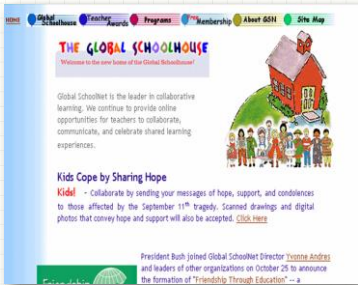 HOME Global Schoolhouse Teacher Awards Programs Free Membership About GSN Site Map
THE GLOBAL SCHOOLHOUSE
Welcome to the new home of the Global Schoolhouse!
Global SchoolNet is the leader in collaborative
learning. We continue to provide online
opportunities for teachers to collaborate,
communicate, and celebrate shared learning
experiences.
Kids Cope by Sharing Hope
Kids! - Collaborate by sending your messages of hope, support, and condolences
to those affected by the September 11th tragedy. Scanned drawings and digital
photos that convey hope and support will also be accepted. Click Here
President Bush joined Global SchoolNet Director Yvonne Andres
and leaders of other organizations on October 25 to announce
Friendship
the formation of "Friendship Through Education" -- a